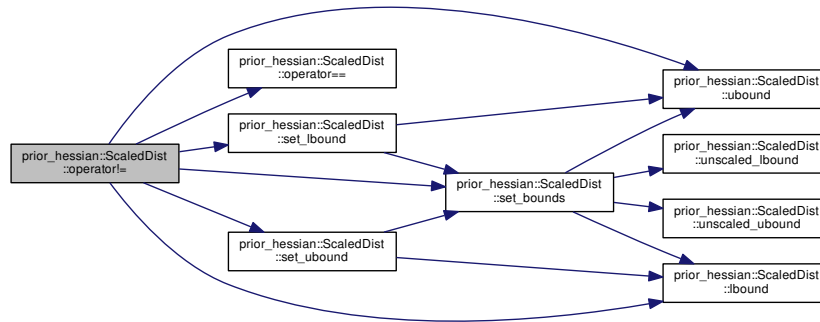 prior_hessian::ScaledDist
::operator!=
prior_hessian::ScaledDist
::operator==
prior_hessian::ScaledDist
::set_lbound
prior_hessian::ScaledDist
::set_ubound
prior_hessian::ScaledDist
::set_bounds
prior_hessian::ScaledDist
::ubound
prior_hessian::ScaledDist
::unscaled_lbound
prior_hessian::ScaledDist
::unscaled_ubound
prior_hessian::ScaledDist
::lbound